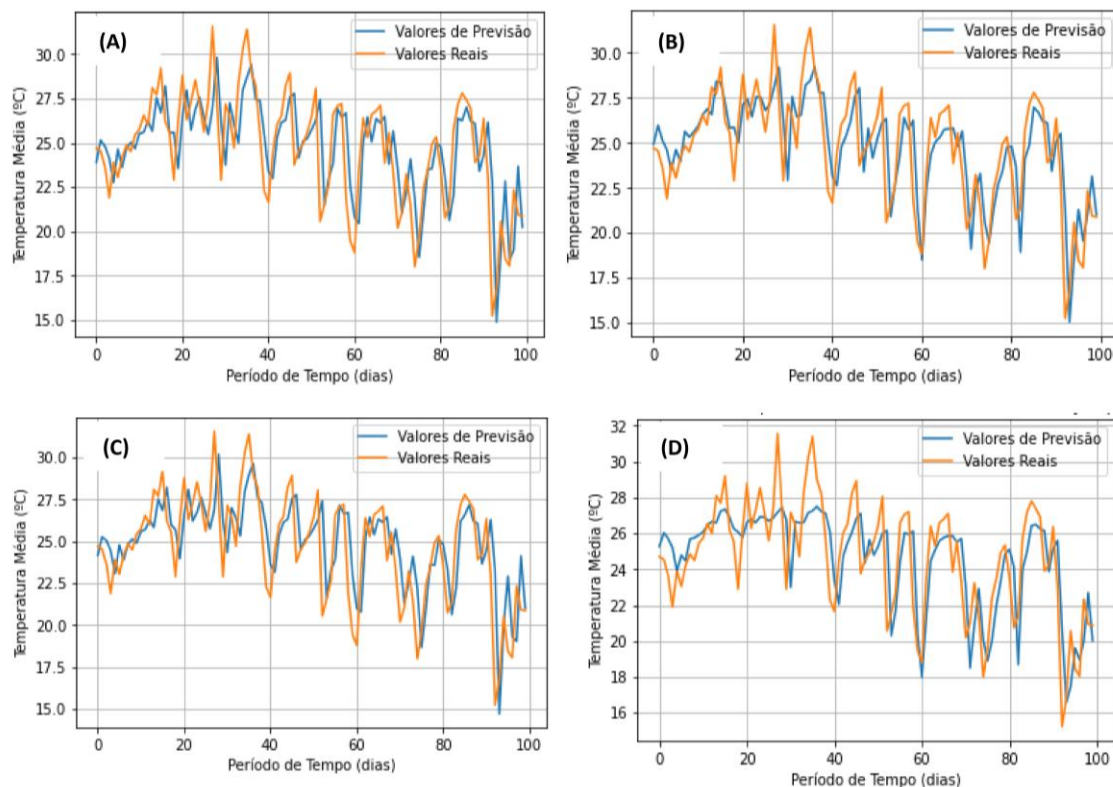 (A)
Valores de Previsão
Valores Reais
Temperatura Média (ºC)
30.0
27.5
25.0
22.5
20.0
17.5
15.0
0 20 40 60 80 100
Período de Tempo (dias)
(B)
Valores de Previsão
Valores Reais
Temperatura Média (ºC)
30.0
27.5
25.0
22.5
20.0
17.5
15.0
0 20 40 60 80 100
Período de Tempo (dias)
(C)
Valores de Previsão
Valores Reais
Temperatura Média (ºC)
30.0
27.5
25.0
22.5
20.0
17.5
15.0
0 20 40 60 80 100
Período de Tempo (dias)
(D)
Valores de Previsão
Valores Reais
Temperatura Média (ºC)
32
30
28
26
24
22
20
18
16
0 20 40 60 80 100
Período de Tempo (dias)